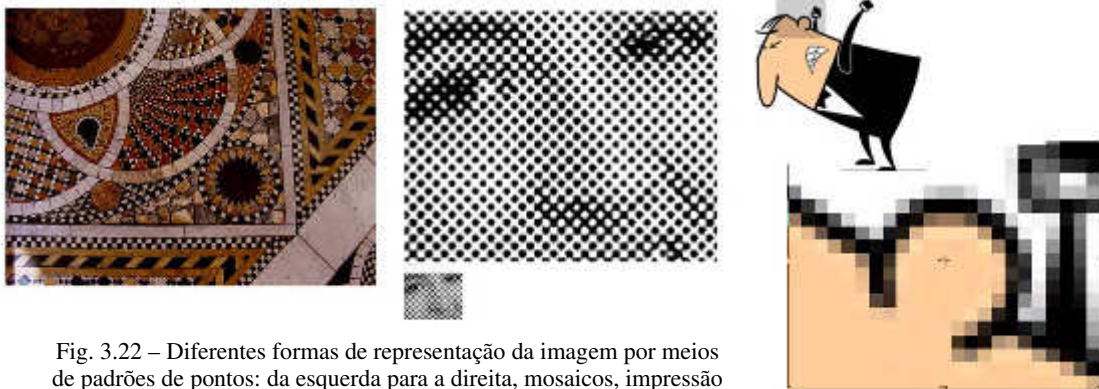 Fig. 3.22 – Diferentes formas de representação da imagem por meios
de padrões de pontos: da esquerda para a direita, mosaicos, impressão